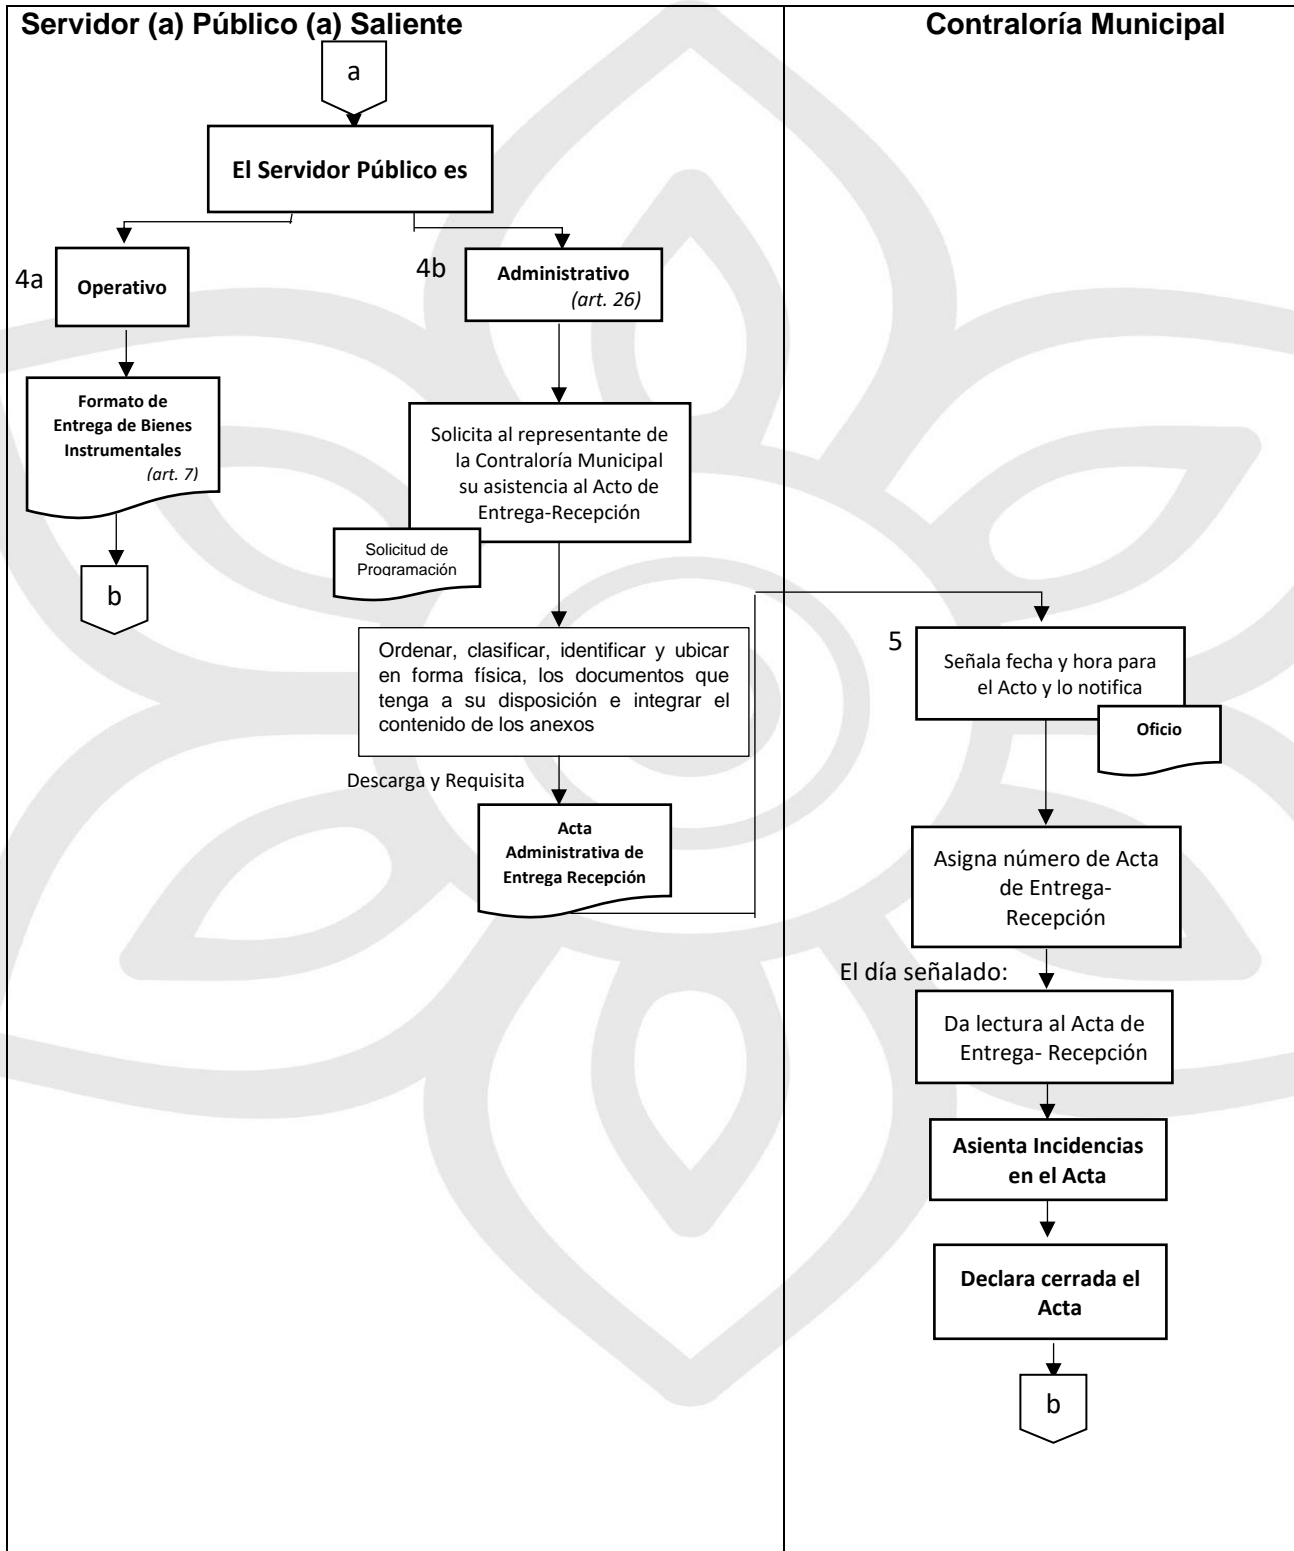 Servidor (a) Público (a) Saliente
Contraloría Municipal
a
El Servidor Público es
4a
Operativo
4b
Administrativo
(art. 26)
Formato de
Entrega de Bienes
Instrumentales
(art. 7)
b
Solicita al representante de
la Contraloría Municipal
su asistencia al Acto de
Entrega-Recepción
Solicitud de
Programación
Ordenar, clasificar, identificar y ubicar
en forma física, los documentos que
tenga a su disposición e integrar el
contenido de los anexos
Descarga y Requisita
Acta
Administrativa de
Entrega Recepción
5
Señala fecha y hora para
el Acto y lo notifica
Oficio
Asigna número de Acta
de Entrega-
Recepción
El día señalado:
Da lectura al Acta de
Entrega- Recepción
Asienta Incidencias
en el Acta
Declara cerrada el
Acta
b